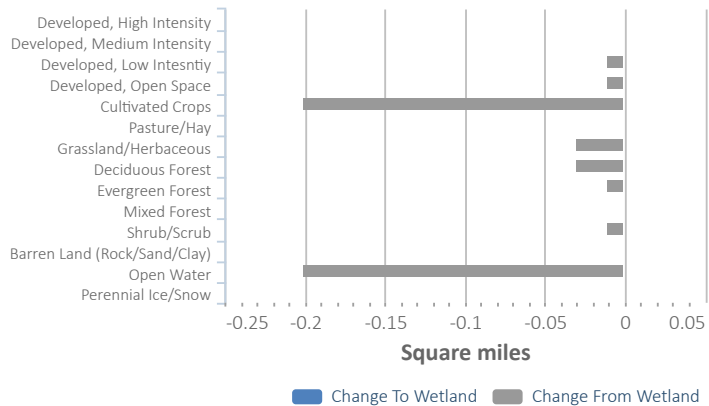 Developed, High Intensity
Developed, Medium Intensity
Developed, Low Intesntiy
Developed, Open Space
Cultivated Crops
Pasture/Hay
Grassland/Herbaceous
Deciduous Forest
Evergreen Forest
Mixed Forest
Shrub/Scrub
Barren Land (Rock/Sand/Clay)
Open Water
Perennial Ice/Snow
-0.25 -0.2 -0.15 -0.1 -0.05 0 0.05
Square miles
Change To Wetland Change From Wetland